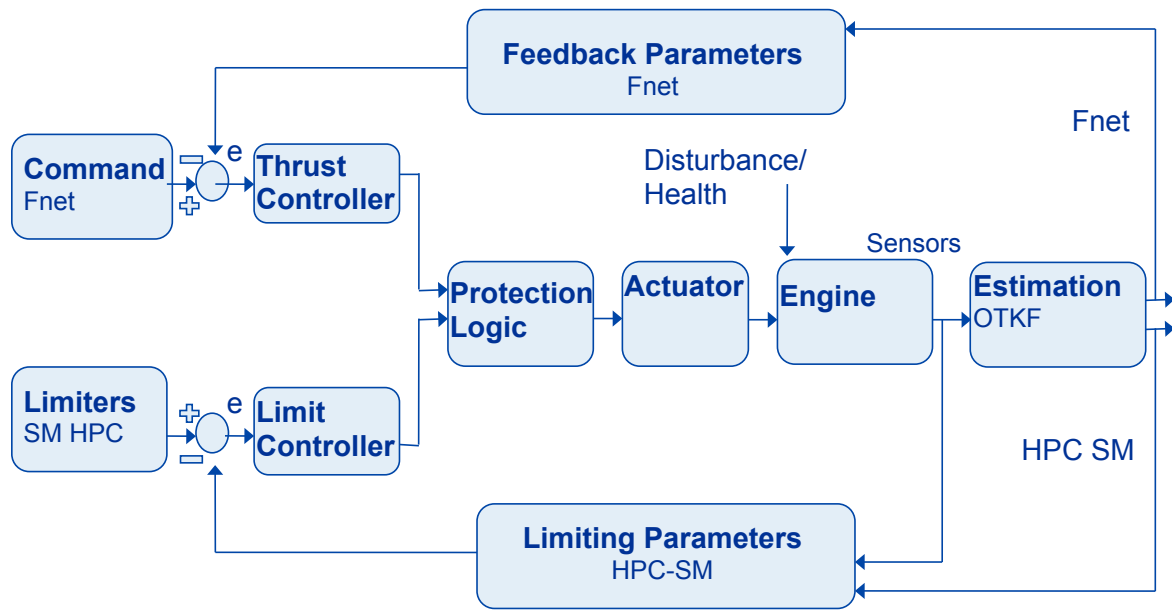 Feedback Parameters
Fnet
Fnet
Command
Fnet
e
Thrust
Controller
Disturbance/
Health
Sensors
Protection
Logic
Actuator
Engine
Estimation
OTKF
Limiters
SM HPC
e
Limit
Controller
HPC SM
Limiting Parameters
HPC-SM